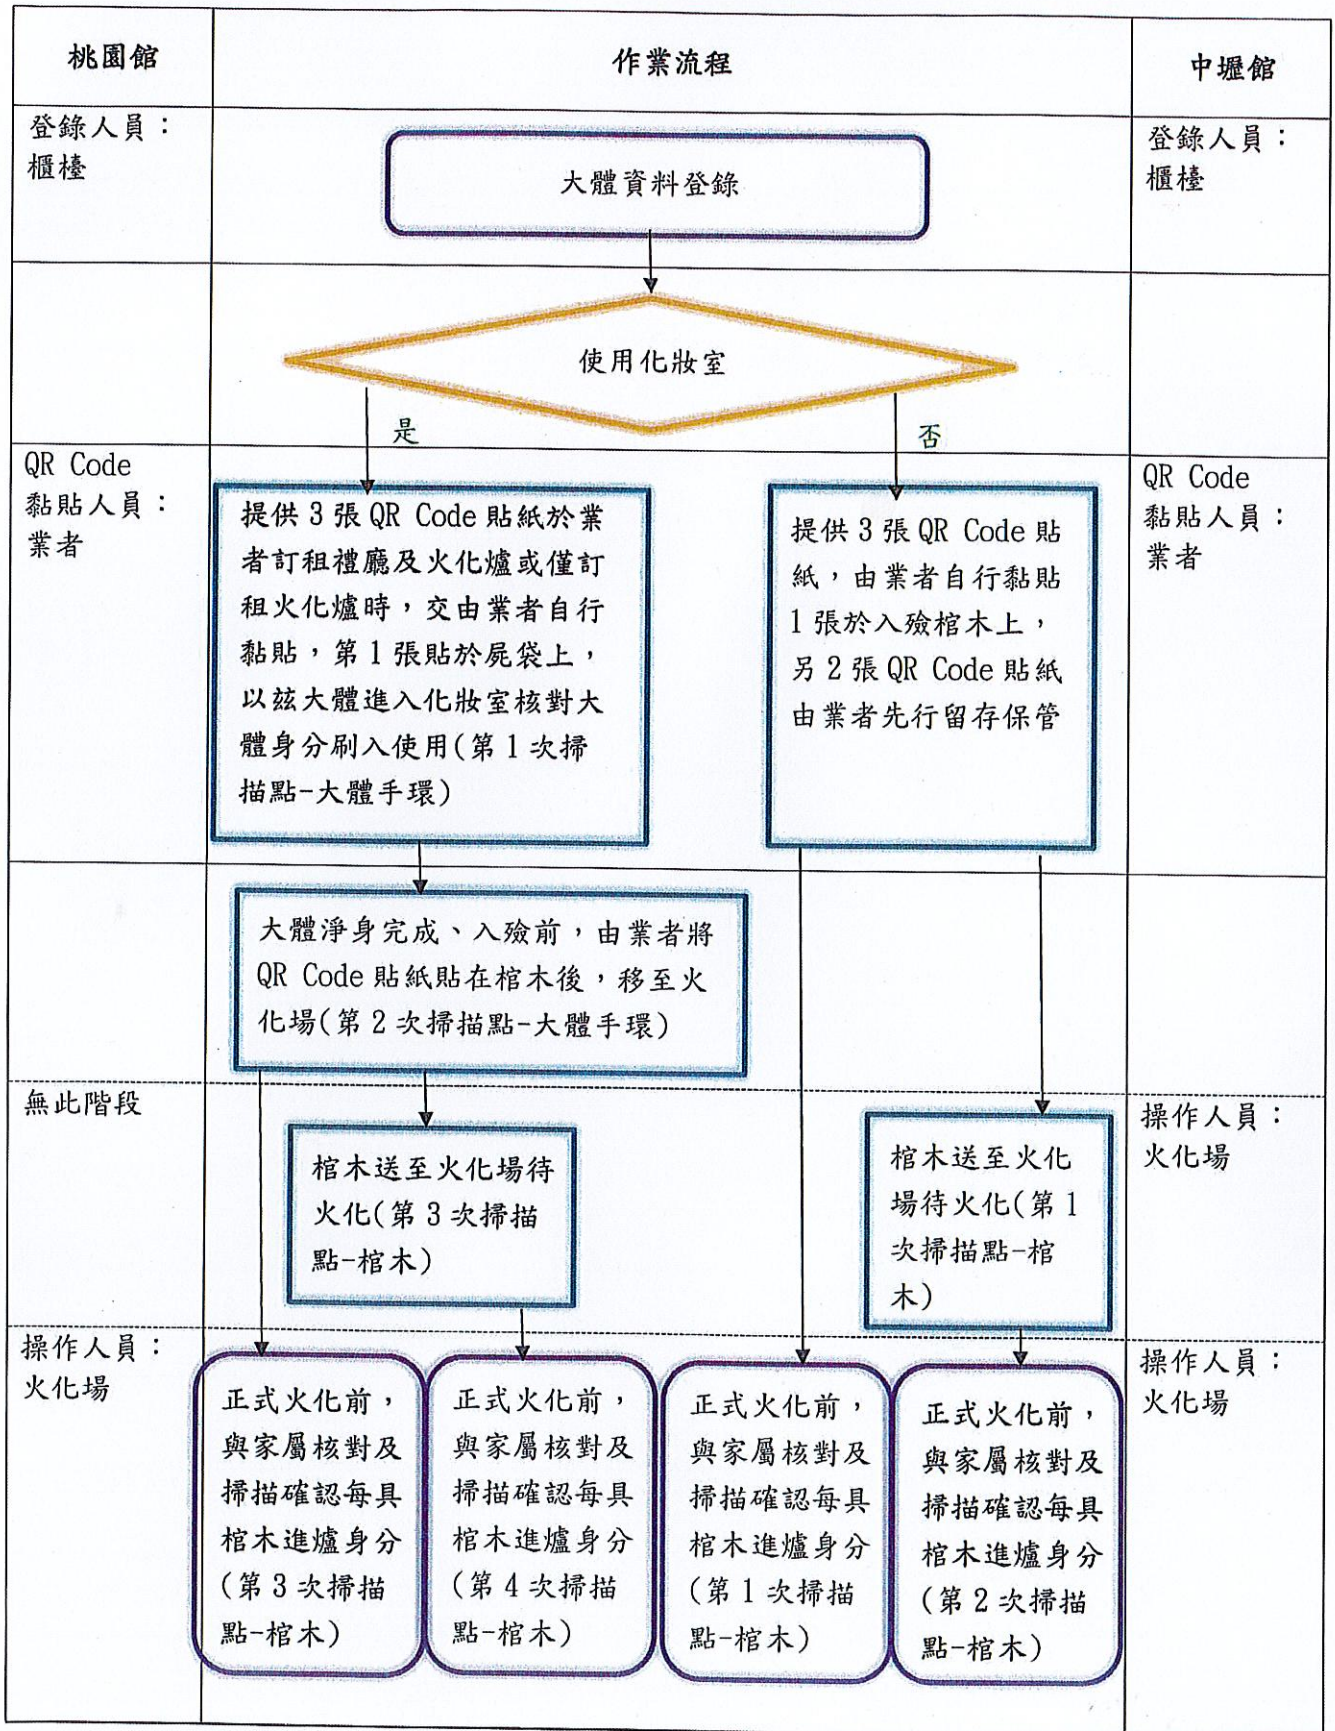 桃園館
作業流程
中壢館
登錄人員：
櫃檯
大體資料登錄
登錄人員：
櫃檯
使用化妝室
是
否
QR Code
黏貼人員：
業者
提供 3 張 QR Code 貼紙於業
者訂租禮廳及火化爐或僅訂
租火化爐時，交由業者自行
黏貼，第 1 張貼於屍袋上，
以茲大體進入化妝室核對大
體身分刷入使用(第 1 次掃
描點-大體手環)
提供 3 張 QR Code 貼
紙，由業者自行黏貼
1 張於入殮棺木上，
另 2 張 QR Code 貼紙
由業者先行留存保管
QR Code
黏貼人員：
業者
大體淨身完成、入殮前，由業者將
QR Code 貼紙貼在棺木後，移至火
化場(第 2 次掃描點-大體手環)
無此階段
棺木送至火化場待
火化(第 3 次掃描
點-棺木)
棺木送至火化
場待火化(第 1
次掃描點-棺
木)
操作人員：
火化場
操作人員：
火化場
正式火化前，
與家屬核對及
掃描確認每具
棺木進爐身分
(第 3 次掃描
點-棺木)
正式火化前，
與家屬核對及
掃描確認每具
棺木進爐身分
(第 4 次掃描
點-棺木)
正式火化前，
與家屬核對及
掃描確認每具
棺木進爐身分
(第 1 次掃描
點-棺木)
正式火化前，
與家屬核對及
掃描確認每具
棺木進爐身分
(第 2 次掃描
點-棺木)
操作人員：
火化場